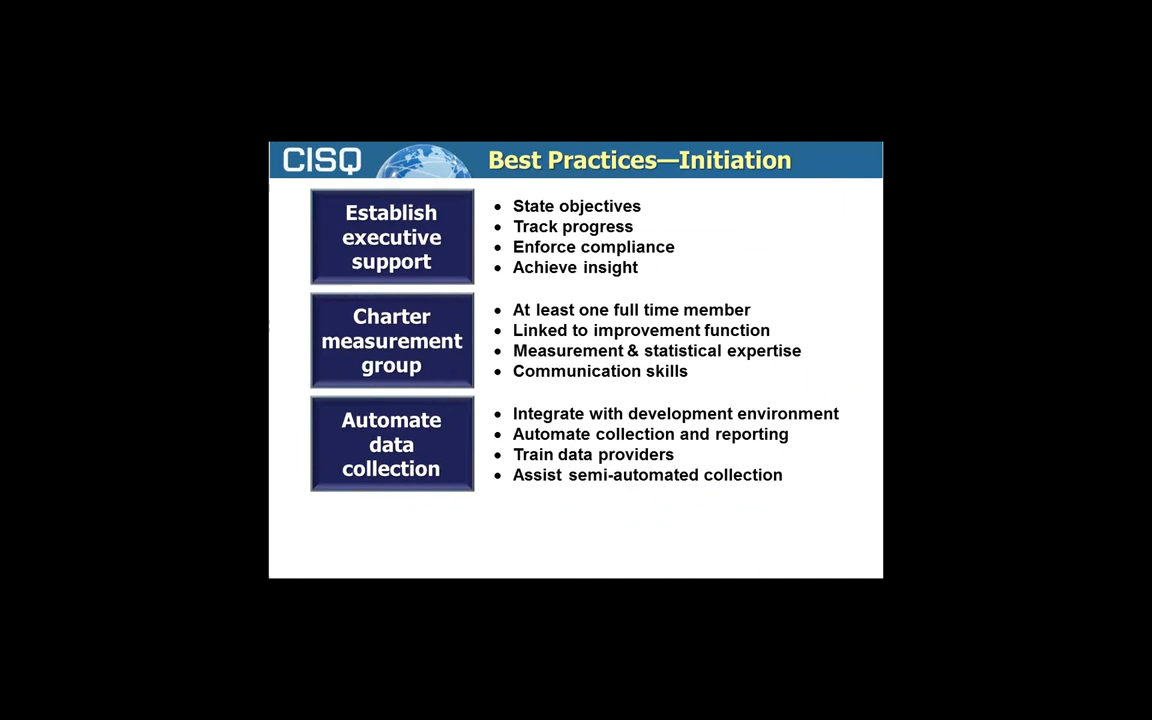 CISQ
Best Practices—Initiation
Establish
executive
support
• State objectives
• Track progress
• Enforce compliance
• Achieve insight
Charter
measurement
group
• At least one full time member
• Linked to improvement function
• Measurement & statistical expertise
• Communication skills
Automate
data
collection
• Integrate with development environment
• Automate collection and reporting
• Train data providers
• Assist semi-automated collection